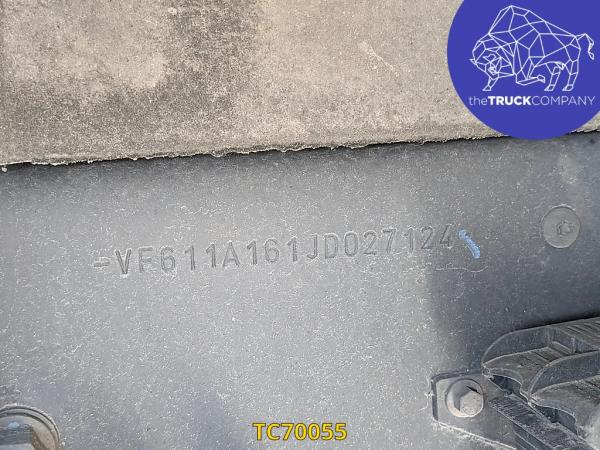 theTRUCKCOMPANY
-VF611A161JD027124
TC70055